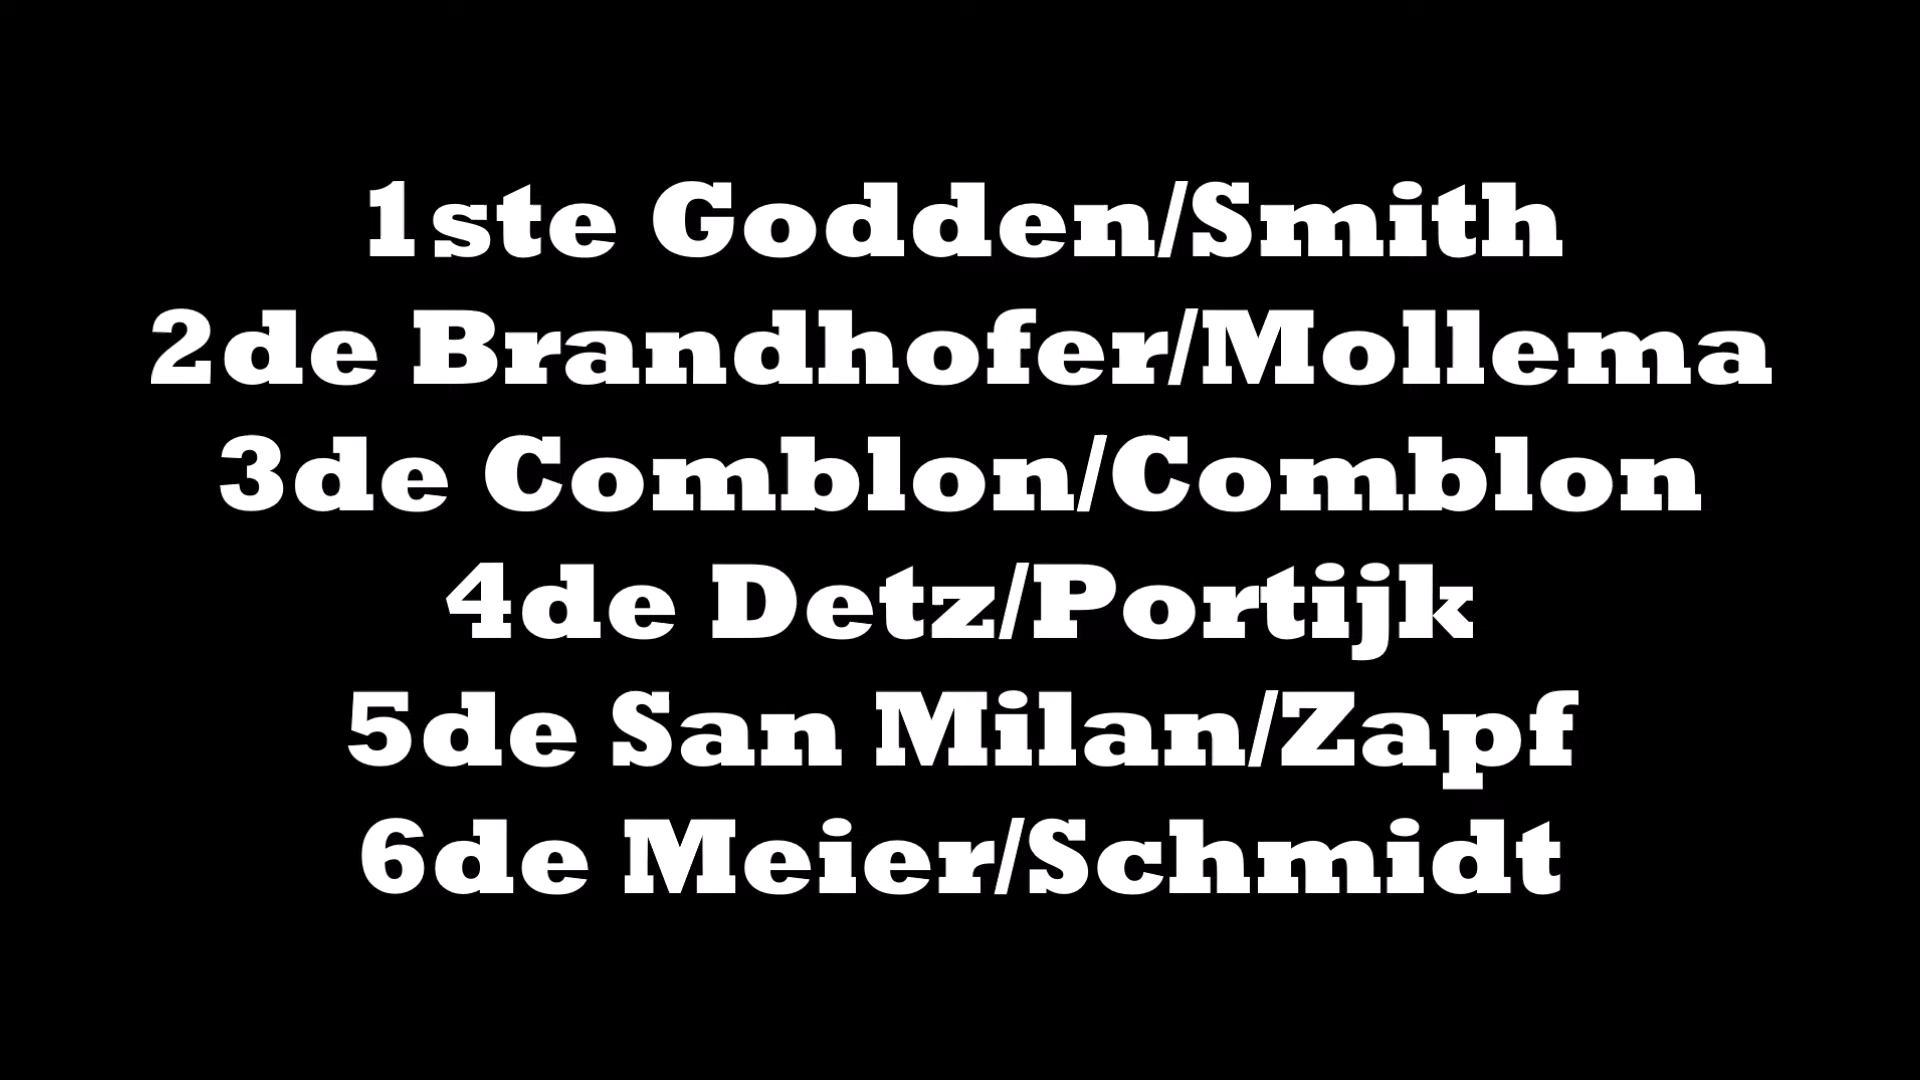 1ste Godden/Smith
2de Brandhofer/Mollema
3de Comblon/Comblon
4de Detz/Portijk
5de San Milan/Zapf
6de Meier/Schmidt